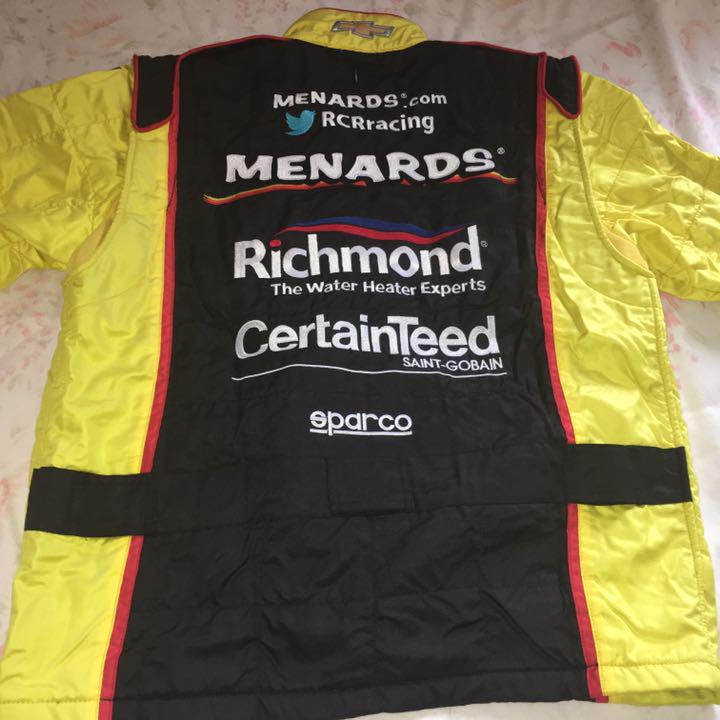 MENARDS®.com
RCRracing
MENARDS®
Richmond®
The Water Heater Experts
CertainTeed
SAINT-GOBAIN
sparco